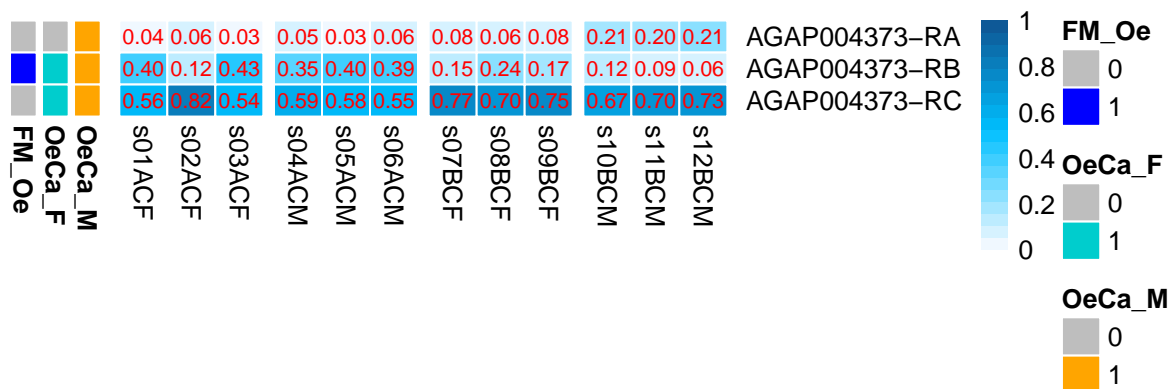 0.04 0.06 0.03 0.05 0.03 0.06 0.08 0.06 0.08 0.21 0.20 0.21 AGAP004373−RA
0.40 0.12 0.43 0.35 0.40 0.39 0.15 0.24 0.17 0.12 0.09 0.06 AGAP004373−RB
0.56 0.82 0.54 0.59 0.58 0.55 0.77 0.70 0.75 0.67 0.70 0.73 AGAP004373−RC
FM_Oe
OeCa_F
OeCa_M
s01ACF
s02ACF
s03ACF
s04ACM
s05ACM
s06ACM
s07BCF
s08BCF
s09BCF
s10BCM
s11BCM
s12BCM
1
0.8
0.6
0.4
0.2
0
FM_Oe
0
1
OeCa_F
0
1
OeCa_M
0
1